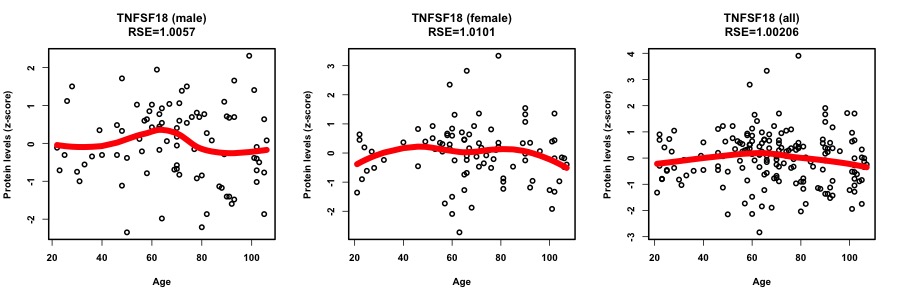 TNFSF18 (male)
RSE=1.0057
Protein levels (z-score)
2
1
0
-1
-2
20 40 60 80 100
Age
TNFSF18 (female)
RSE=1.0101
Protein levels (z-score)
3
2
1
0
-1
-2
20 40 60 80 100
Age
TNFSF18 (all)
RSE=1.00206
Protein levels (z-score)
4
3
2
1
0
-1
-2
-3
20 40 60 80 100
Age